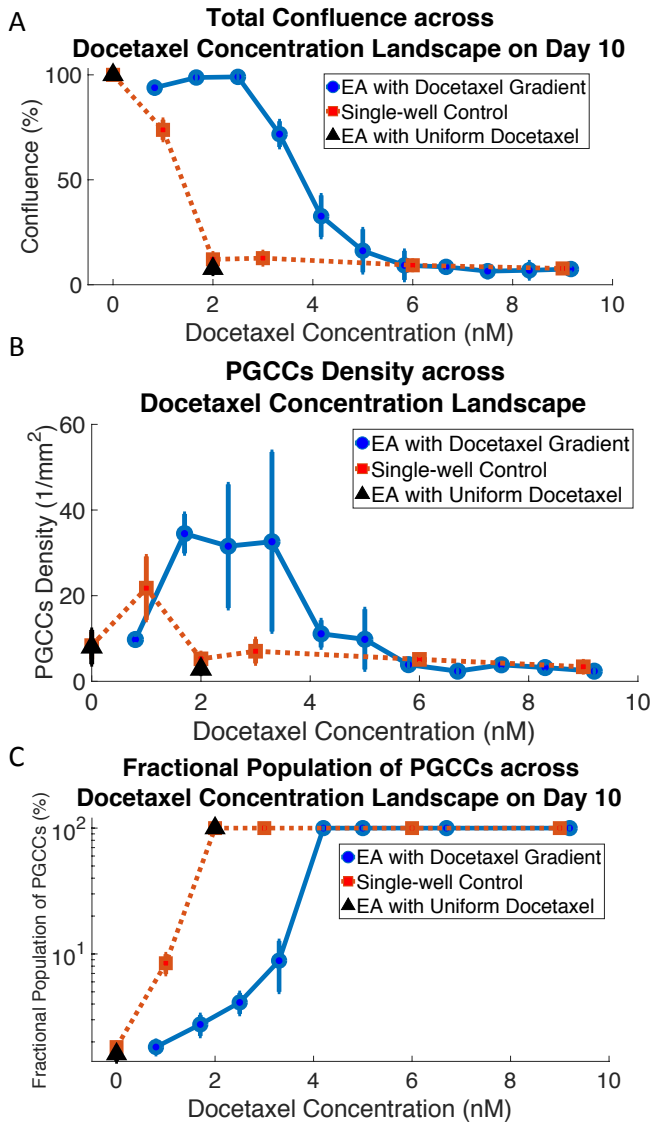 A
Total Confluence across
Docetaxel Concentration Landscape on Day 10
Confluence (%)
100
50
0
EA with Docetaxel Gradient
Single-well Control
EA with Uniform Docetaxel
0 2 4 6 8 10
Docetaxel Concentration (nM)
B
PGCCs Density across
Docetaxel Concentration Landscape
PGCCs Density (1/mm²)
60
40
20
0
EA with Docetaxel Gradient
Single-well Control
EA with Uniform Docetaxel
0 2 4 6 8 10
Docetaxel Concentration (nM)
C
Fractional Population of PGCCs across
Docetaxel Concentration Landscape on Day 10
Fractional Population of PGCCs (%)
10²
10¹
EA with Docetaxel Gradient
Single-well Control
EA with Uniform Docetaxel
0 2 4 6 8 10
Docetaxel Concentration (nM)